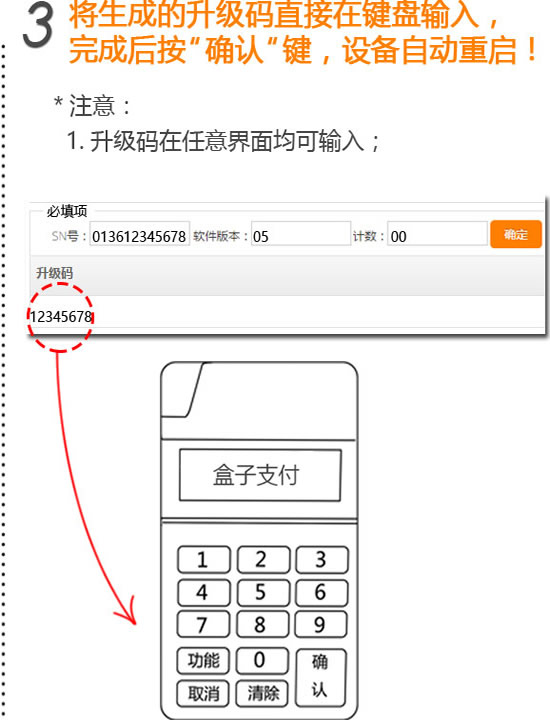 3 将生成的升级码直接在键盘输入，
完成后按“确认“键，设备自动重启！
* 注意：
1. 升级码在任意界面均可输入；
必填项
SN号：013612345678 软件版本：05 计数：00 确定
升级码
12345678
盒子支付
1 2 3
4 5 6
7 8 9
功能 0 确
认
取消 清除